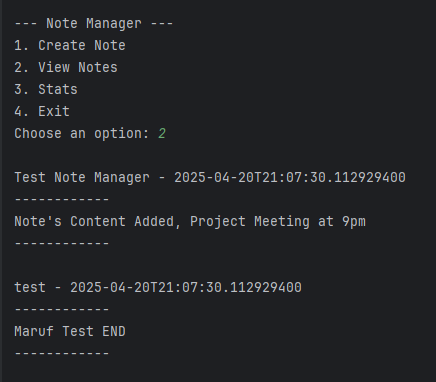 --- Note Manager ---
1. Create Note
2. View Notes
3. Stats
4. Exit
Choose an option: 2
Test Note Manager - 2025-04-20T21:07:30.112929400
------------
Note's Content Added, Project Meeting at 9pm
------------
test - 2025-04-20T21:07:30.112929400
------------
Maruf Test END
------------